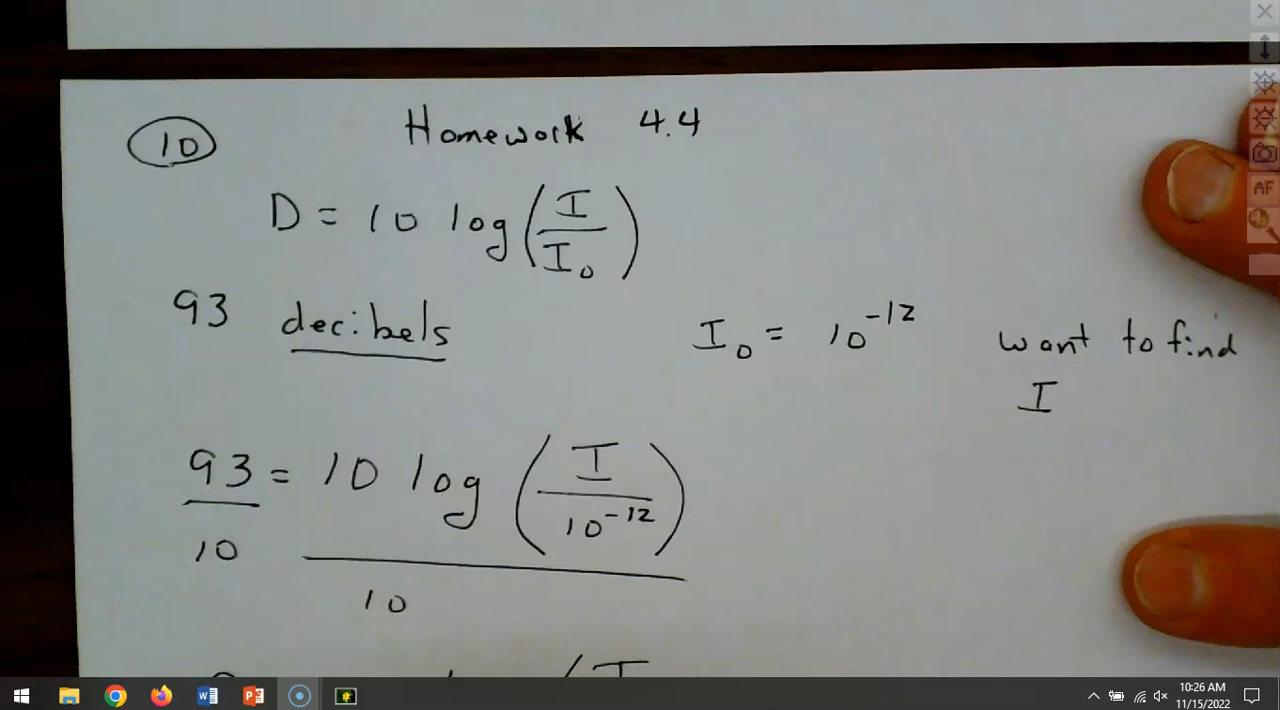 10 Homework 4.4
D = 10 log(I/I₀)
93 decibels I₀ = 10⁻¹² want to find
I
93/10 = 10 log(I/10⁻¹²)/10
I
AF
10:26 AM
11/15/2022